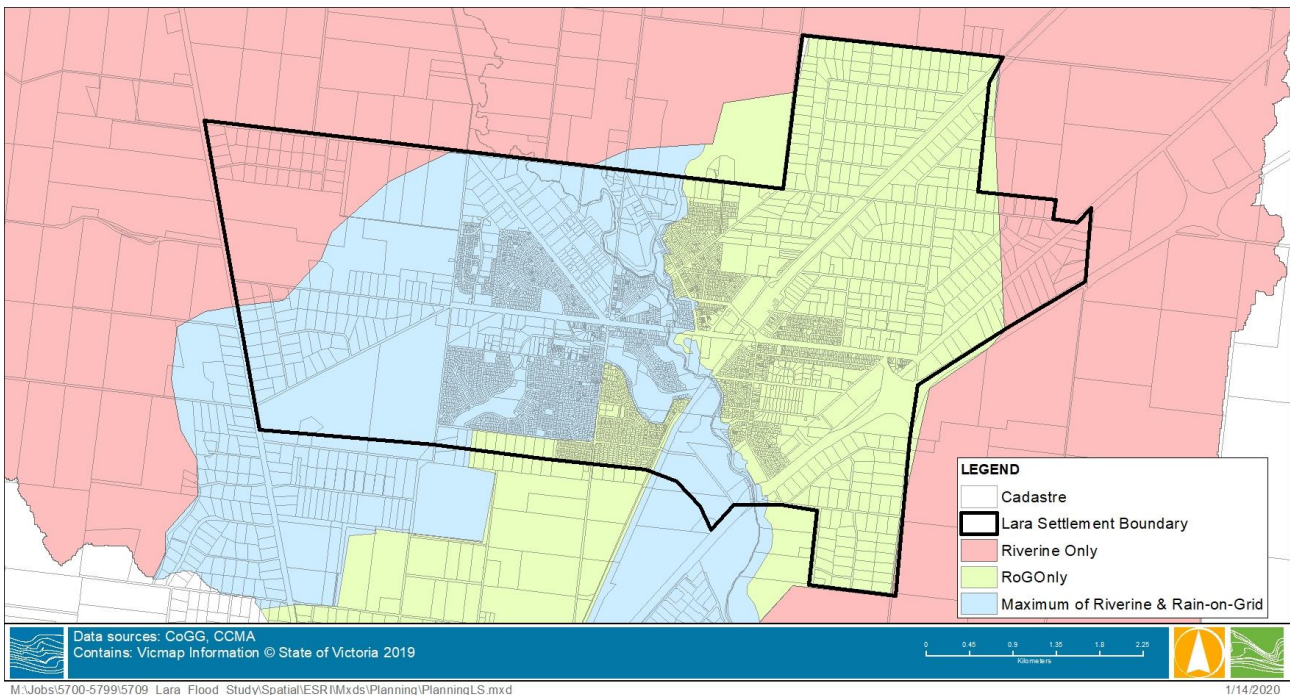 LEGEND
Cadastre
Lara Settlement Boundary
Riverine Only
RoGOnly
Maximum of Riverine & Rain-on-Grid
Data sources: CoGG, CCMA
Contains: Vicmap Information © State of Victoria 2019
0 0.45 0.9 1.35 1.8 2.25
Kilometers
M:\Jobs\5700-5799\5709_Lara_Flood_Study\Spatial\ESRI\Mxds\Planning\PlanningLS.mxd 1/14/2020